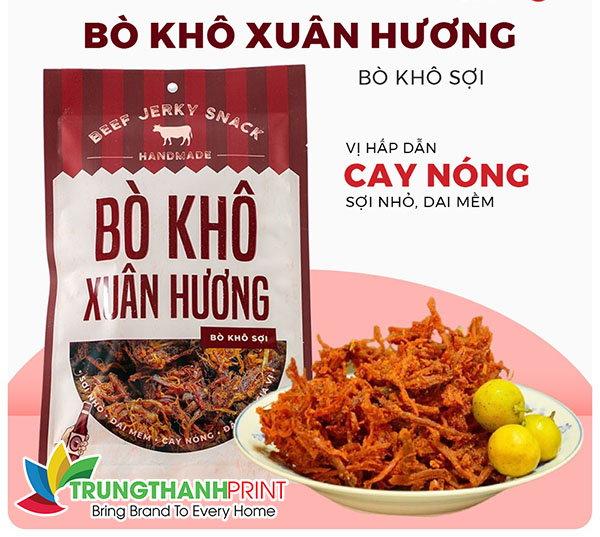 BÒ KHÔ XUÂN HƯƠNG
BÒ KHÔ SỢI
VỊ HẤP DẪN
CAY NÓNG
SỢI NHỎ, DAI MỀM
BEEF JERKY SNACK
HANDMADE
BÒ KHÔ
XUÂN HƯƠNG
BÒ KHÔ SỢI
SỢI NHỎ • DAI MỀM • CAY NÓNG
TRUNGTHANHPRINT
Bring Brand To Every Home